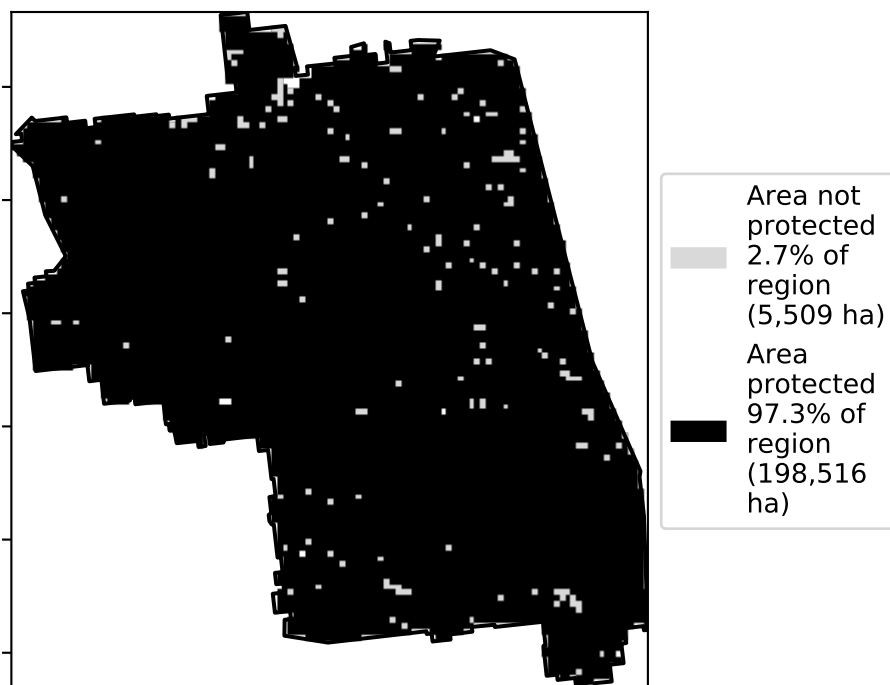 Area not
protected
2.7% of
region
(5,509 ha)
Area
protected
97.3% of
region
(198,516
ha)